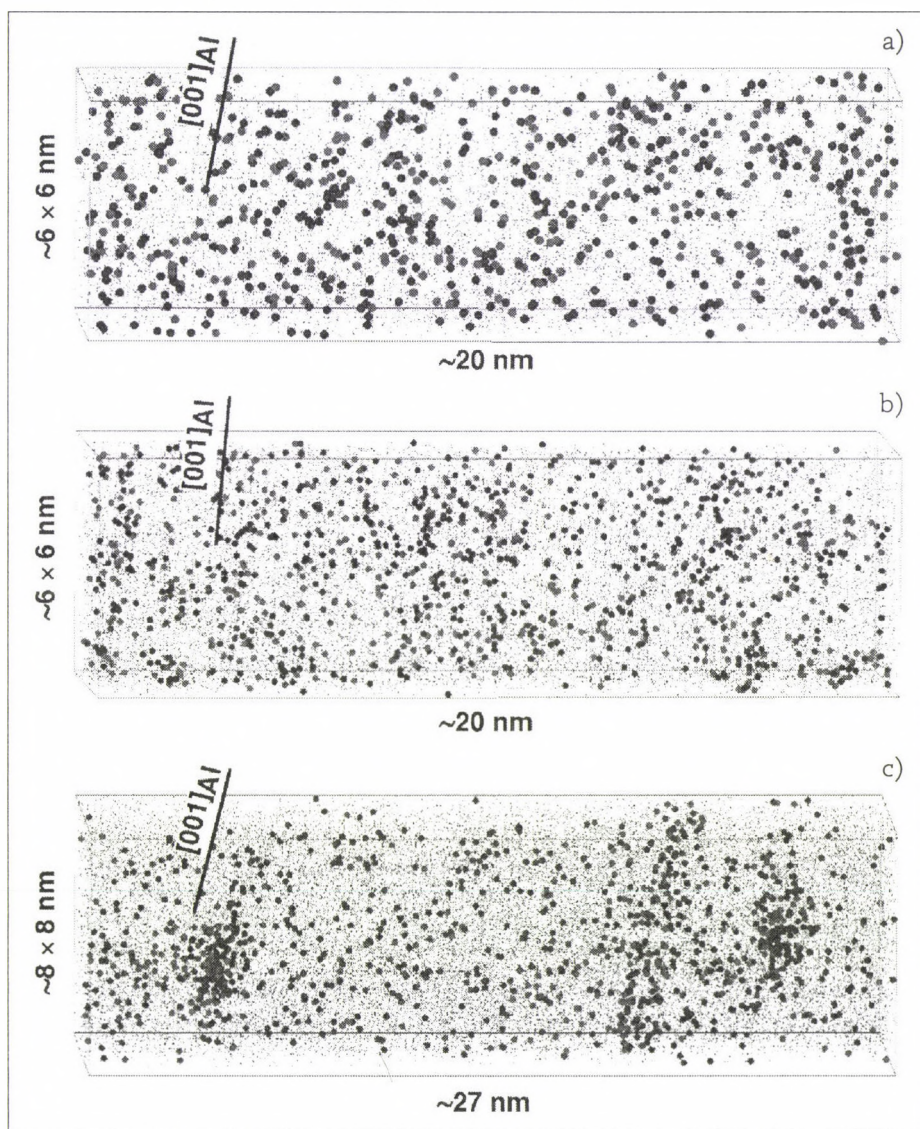 a)
[001]Al
~6 × 6 nm
~20 nm
b)
[001]Al
~6 × 6 nm
~20 nm
c)
[001]Al
~8 × 8 nm
~27 nm